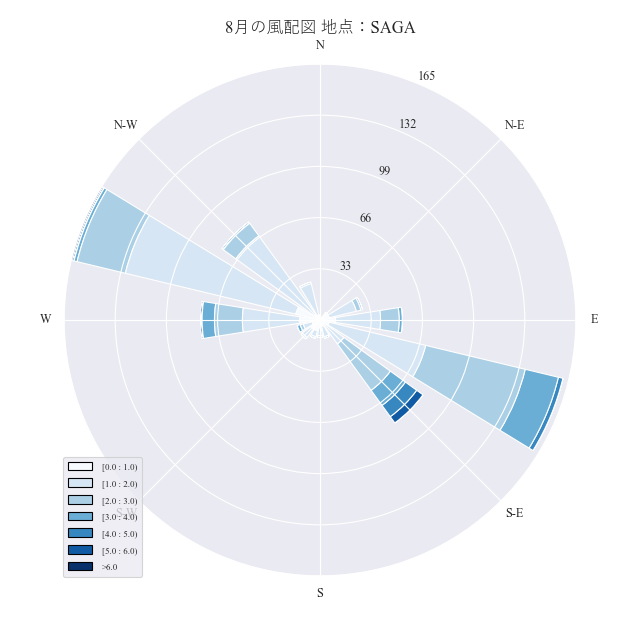 8月の風配図 地点：SAGA
N
165
N-W
132
N-E
99
66
33
W
E
[0.0 : 1.0)
[1.0 : 2.0)
[2.0 : 3.0)
S-W
[3.0 : 4.0)
[4.0 : 5.0)
[5.0 : 6.0)
>6.0
S-E
S